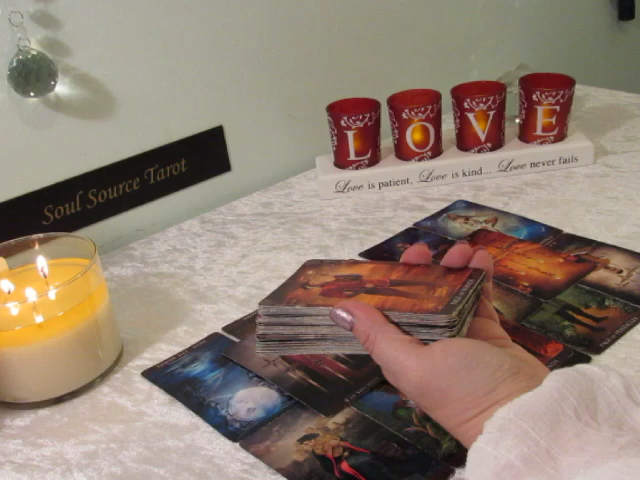 L O V E
Love is patient, Love is kind... Love never fails
Soul Source Tarot